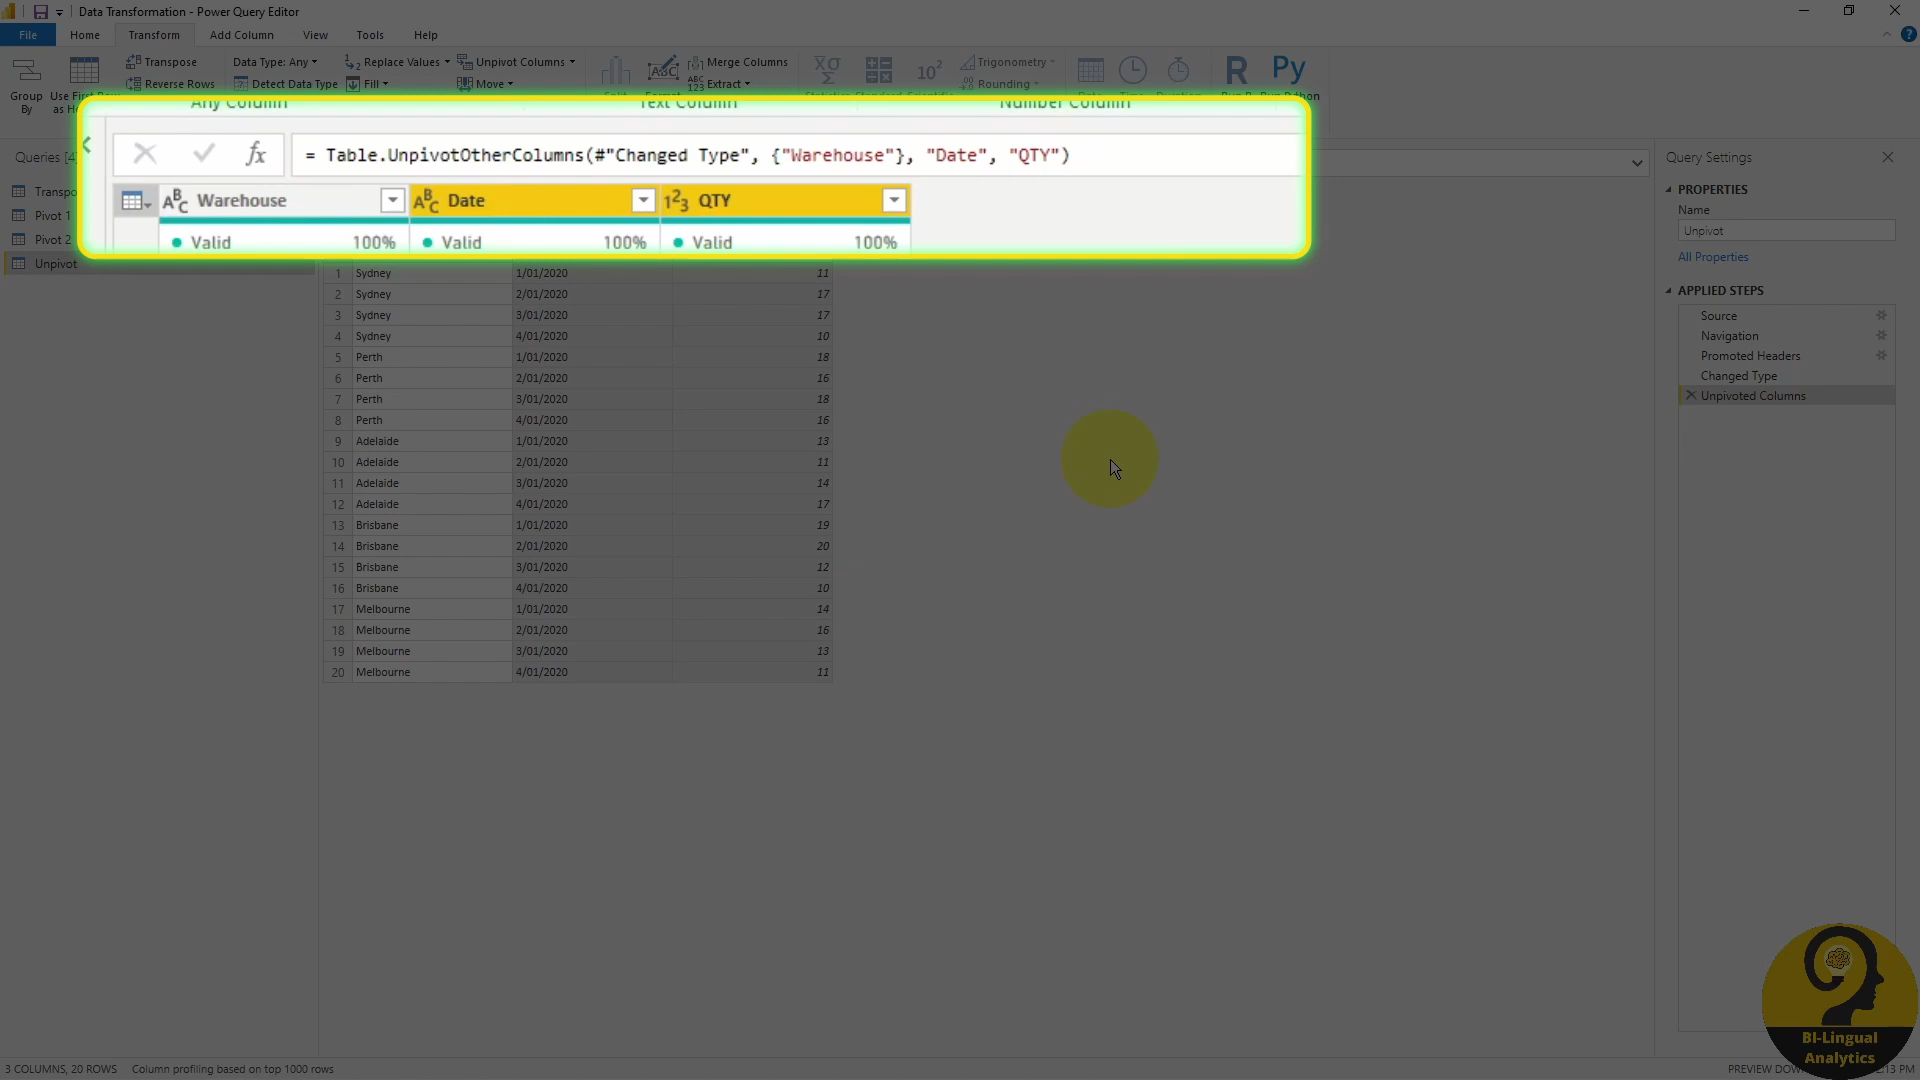 Data Transformation - Power Query Editor
File Home Transform Add Column View Tools Help
Transpose Data Type: Any Replace Values Unpivot Columns Merge Columns Trigonometry
Reverse Rows Detect Data Type Fill Move Extract Rounding
Group By
Any Column Text Column Number Column
= Table.UnpivotOtherColumns(#"Changed Type", {"Warehouse"}, "Date", "QTY")
Warehouse Date QTY
Valid 100% Valid 100% Valid 100%
Queries [4]
Pivot 1
Pivot 2
Unpivot
1 Sydney 1/01/2020 11
2 Sydney 2/01/2020 17
3 Sydney 3/01/2020 17
4 Sydney 4/01/2020 10
5 Perth 1/01/2020 18
6 Perth 2/01/2020 16
7 Perth 3/01/2020 18
8 Perth 4/01/2020 16
9 Adelaide 1/01/2020 13
10 Adelaide 2/01/2020 11
11 Adelaide 3/01/2020 14
12 Adelaide 4/01/2020 17
13 Brisbane 1/01/2020 19
14 Brisbane 2/01/2020 20
15 Brisbane 3/01/2020 12
16 Brisbane 4/01/2020 10
17 Melbourne 1/01/2020 14
18 Melbourne 2/01/2020 16
19 Melbourne 3/01/2020 13
20 Melbourne 4/01/2020 11
Query Settings
PROPERTIES
Name
Unpivot
All Properties
APPLIED STEPS
Source
Navigation
Promoted Headers
Changed Type
Unpivoted Columns
BI-Lingual
Analytics
3 COLUMNS, 20 ROWS Column profiling based on top 1000 rows
PREVIEW